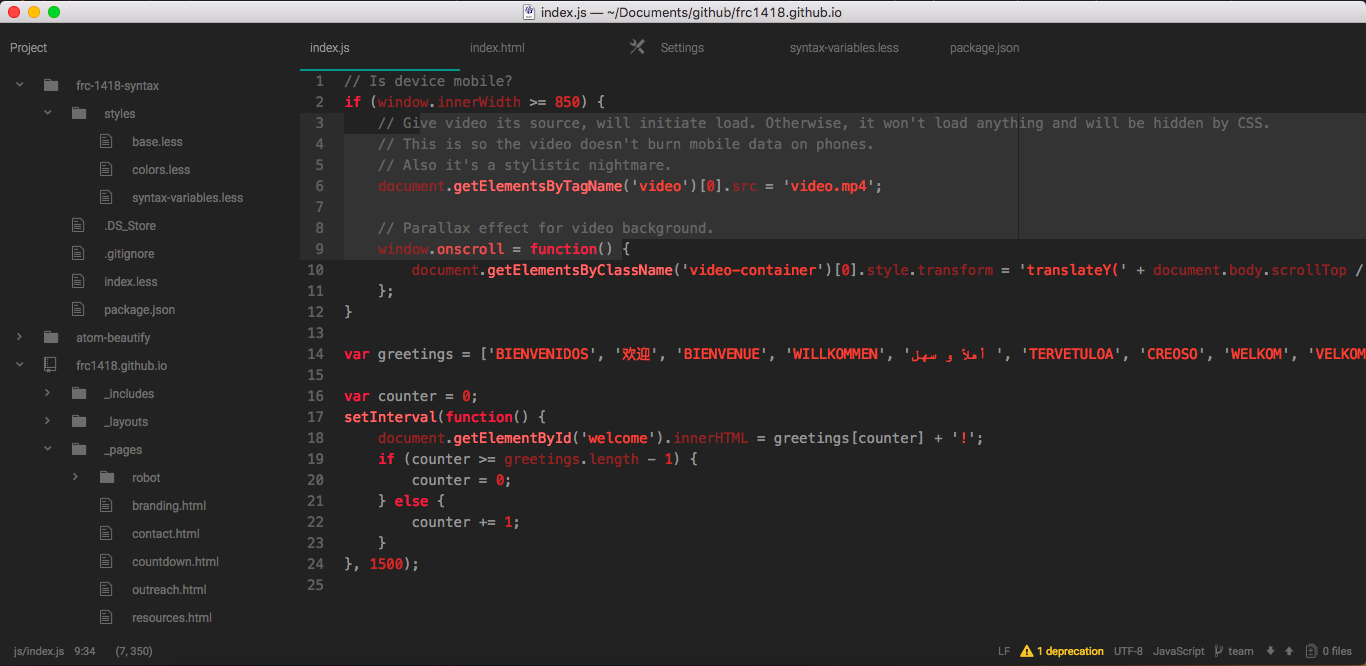 index.js — ~/Documents/github/frc1418.github.io
Project
index.js
index.html
Settings
syntax-variables.less
package.json
frc-1418-syntax
styles
base.less
colors.less
syntax-variables.less
.DS_Store
.gitignore
index.less
package.json
atom-beautify
frc1418.github.io
_includes
_layouts
_pages
robot
branding.html
contact.html
countdown.html
outreach.html
resources.html
1 // Is device mobile?
2 if (window.innerWidth >= 850) {
3     // Give video its source, will initiate load. Otherwise, it won't load anything and will be hidden by CSS.
4     // This is so the video doesn't burn mobile data on phones.
5     // Also it's a stylistic nightmare.
6     document.getElementsByTagName('video')[0].src = 'video.mp4';
7
8     // Parallax effect for video background.
9     window.onscroll = function() {
10         document.getElementsByClassName('video-container')[0].style.transform = 'translateY(' + document.body.scrollTop /
11     };
12 }
13
14 var greetings = ['BIENVENIDOS', '欢迎', 'BIENVENUE', 'WILLKOMMEN', 'أهلاً و سهل ', 'TERVETULOA', 'CREOSO', 'WELKOM', 'VELKOM
15
16 var counter = 0;
17 setInterval(function() {
18     document.getElementById('welcome').innerHTML = greetings[counter] + '!';
19     if (counter >= greetings.length - 1) {
20         counter = 0;
21     } else {
22         counter += 1;
23     }
24 }, 1500);
25
js/index.js 9:34 (7, 350)
LF 1 deprecation UTF-8 JavaScript team 0 files